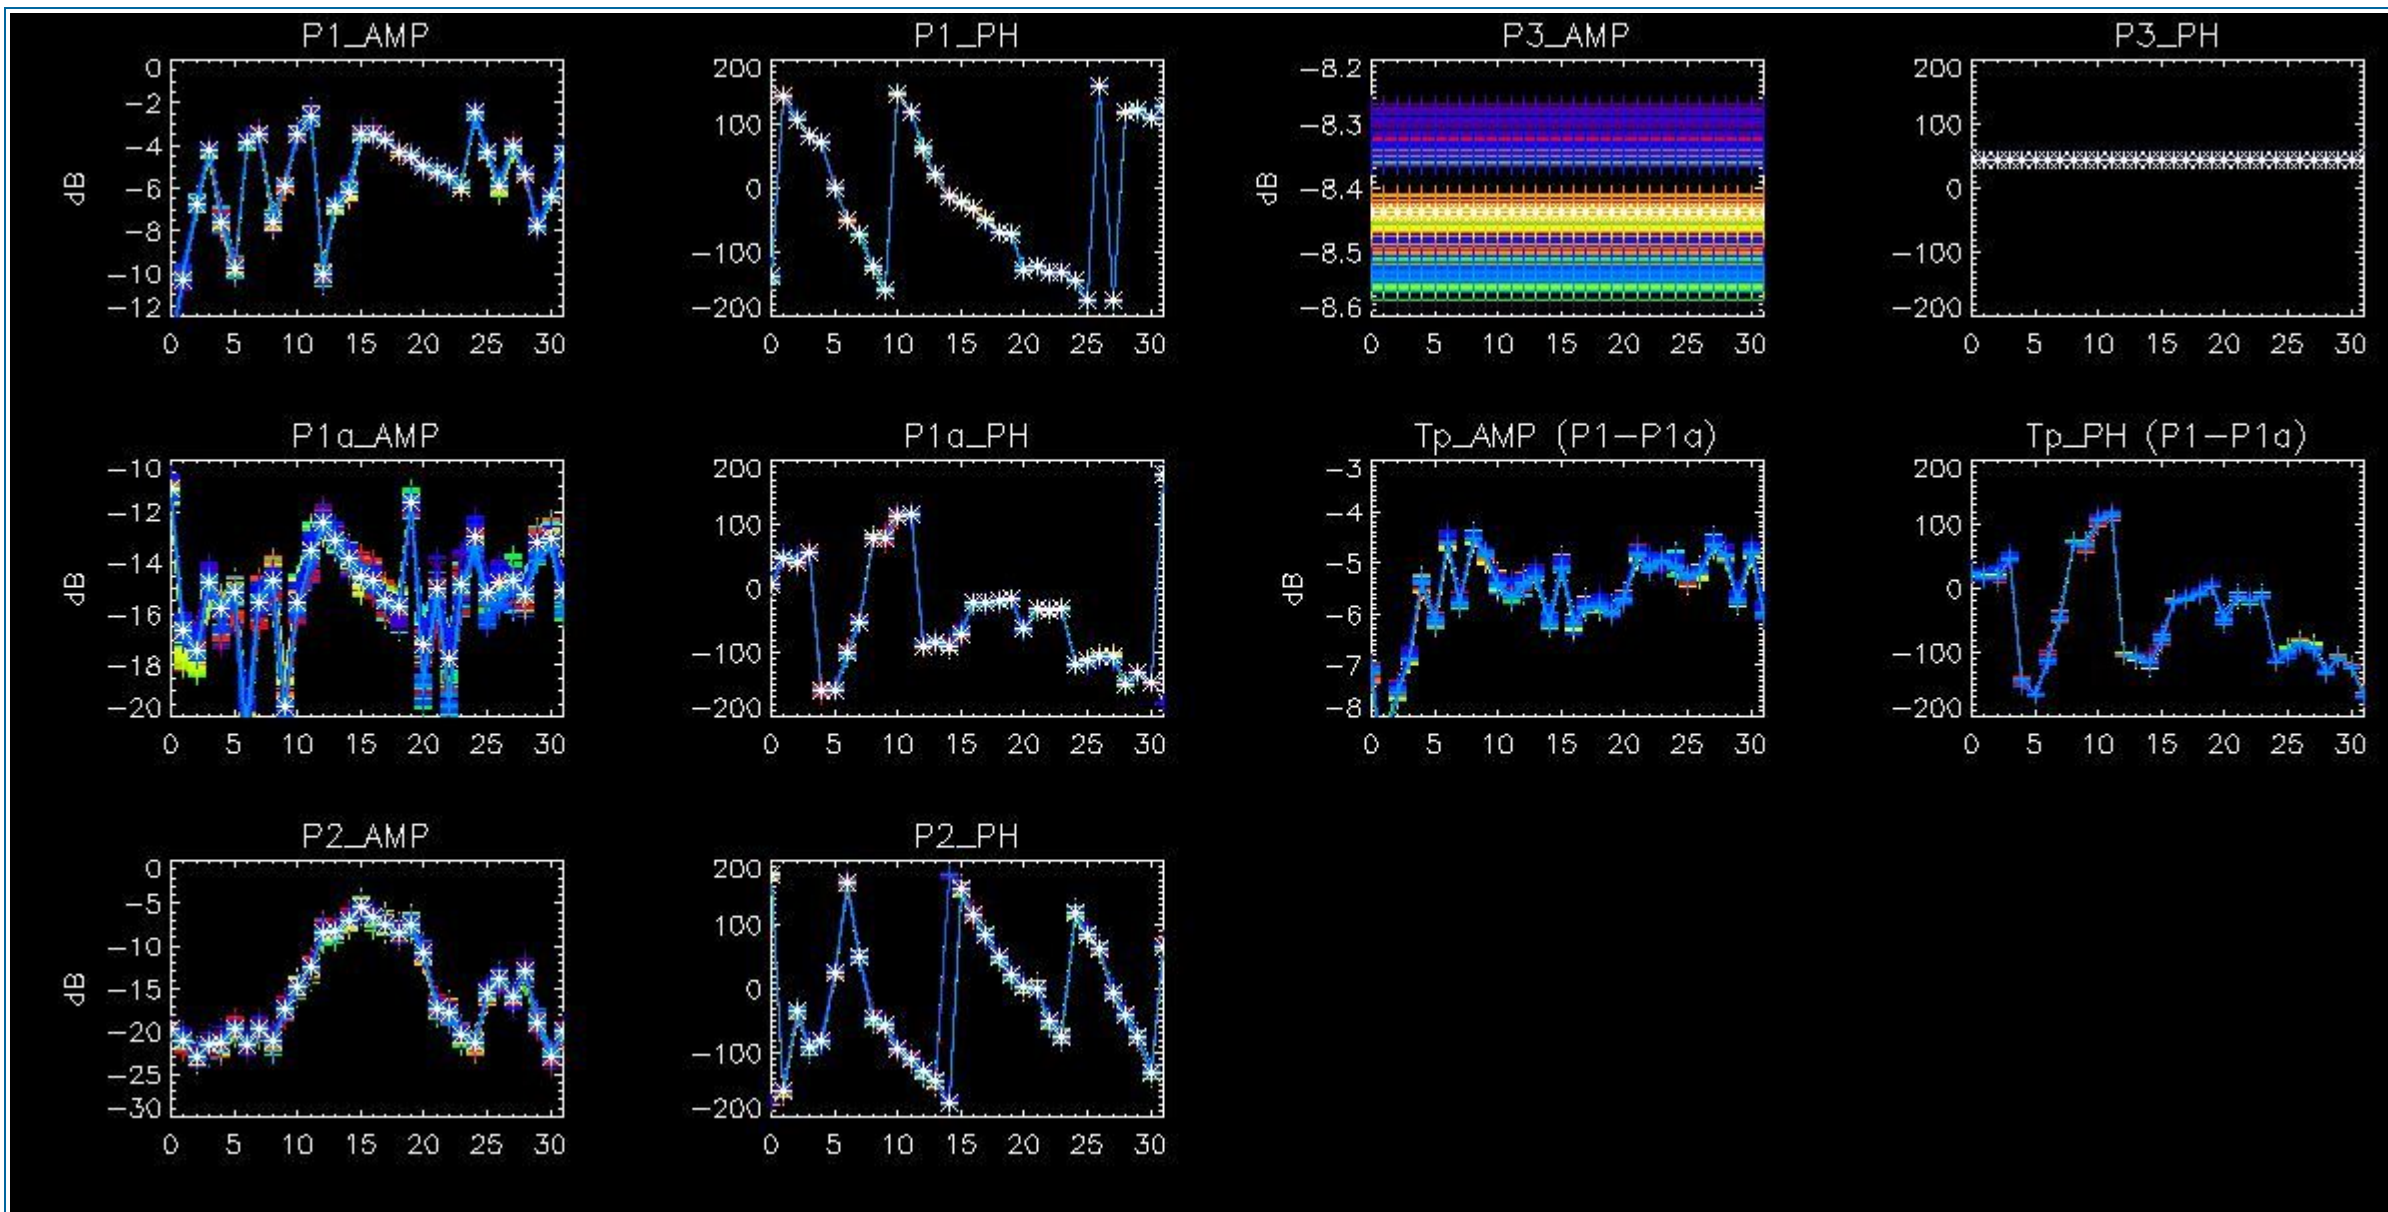 P1_AMP
0
−2
−4
−6
−8
−10
−12
dB
0 5 10 15 20 25 30
P1_PH
200
100
0
−100
−200
0 5 10 15 20 25 30
P3_AMP
−8.2
−8.3
−8.4
−8.5
−8.6
dB
0 5 10 15 20 25 30
P3_PH
200
100
0
−100
−200
0 5 10 15 20 25 30
P1a_AMP
−10
−12
−14
−16
−18
−20
dB
0 5 10 15 20 25 30
P1a_PH
200
100
0
−100
−200
0 5 10 15 20 25 30
Tp_AMP (P1−P1a)
−3
−4
−5
−6
−7
−8
dB
0 5 10 15 20 25 30
Tp_PH (P1−P1a)
200
100
0
−100
−200
0 5 10 15 20 25 30
P2_AMP
0
−5
−10
−15
−20
−25
−30
dB
0 5 10 15 20 25 30
P2_PH
200
100
0
−100
−200
0 5 10 15 20 25 30